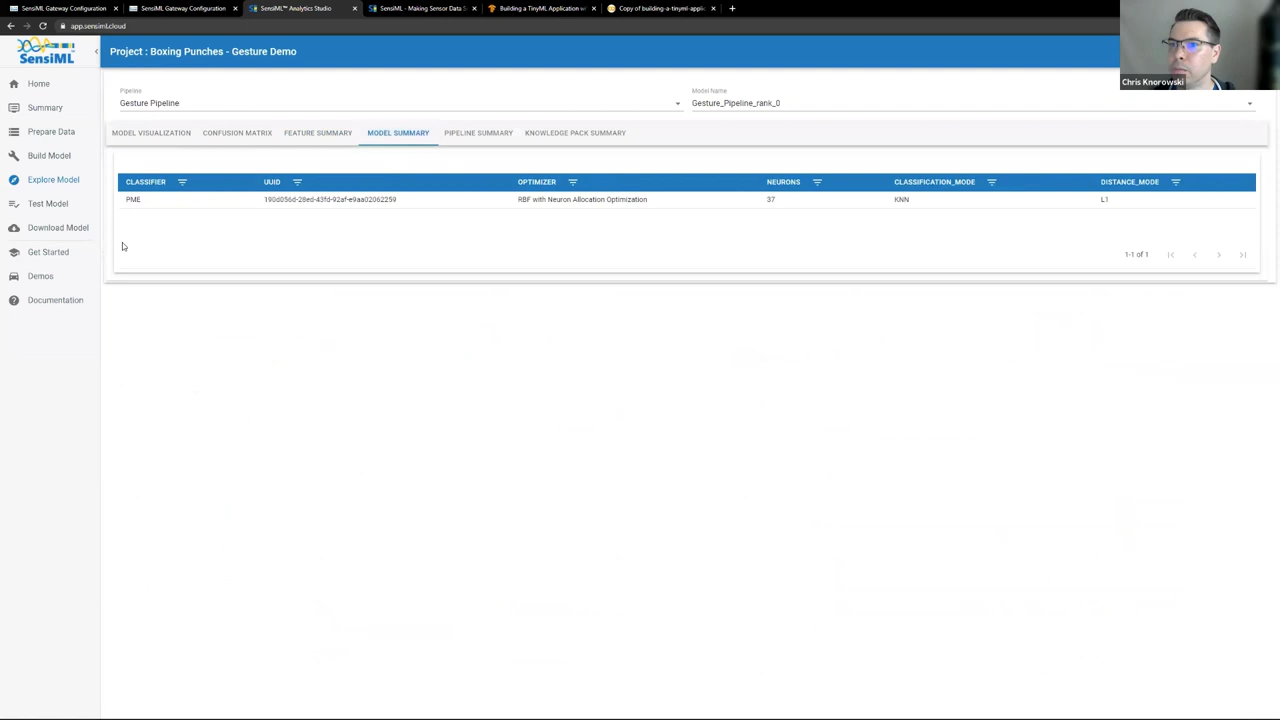 SensiML Gateway Configuration
SensiML Gateway Configuration
SensiML™ Analytics Studio
SensiML - Making Sensor Data S
Building a TinyML Application w
Copy of building-a-tinyml-appl
app.sensiml.cloud
SensiML
Project : Boxing Punches - Gesture Demo
Chris Knorowski
Home
Summary
Prepare Data
Build Model
Explore Model
Test Model
Download Model
Get Started
Demos
Documentation
Pipeline
Gesture Pipeline
Model Name
Gesture_Pipeline_rank_0
MODEL VISUALIZATION CONFUSION MATRIX FEATURE SUMMARY MODEL SUMMARY PIPELINE SUMMARY KNOWLEDGE PACK SUMMARY
CLASSIFIER UUID OPTIMIZER NEURONS CLASSIFICATION_MODE DISTANCE_MODE
PME 190d056d-28ed-43fd-92af-e9aa02062259 RBF with Neuron Allocation Optimization 37 KNN L1
1-1 of 1